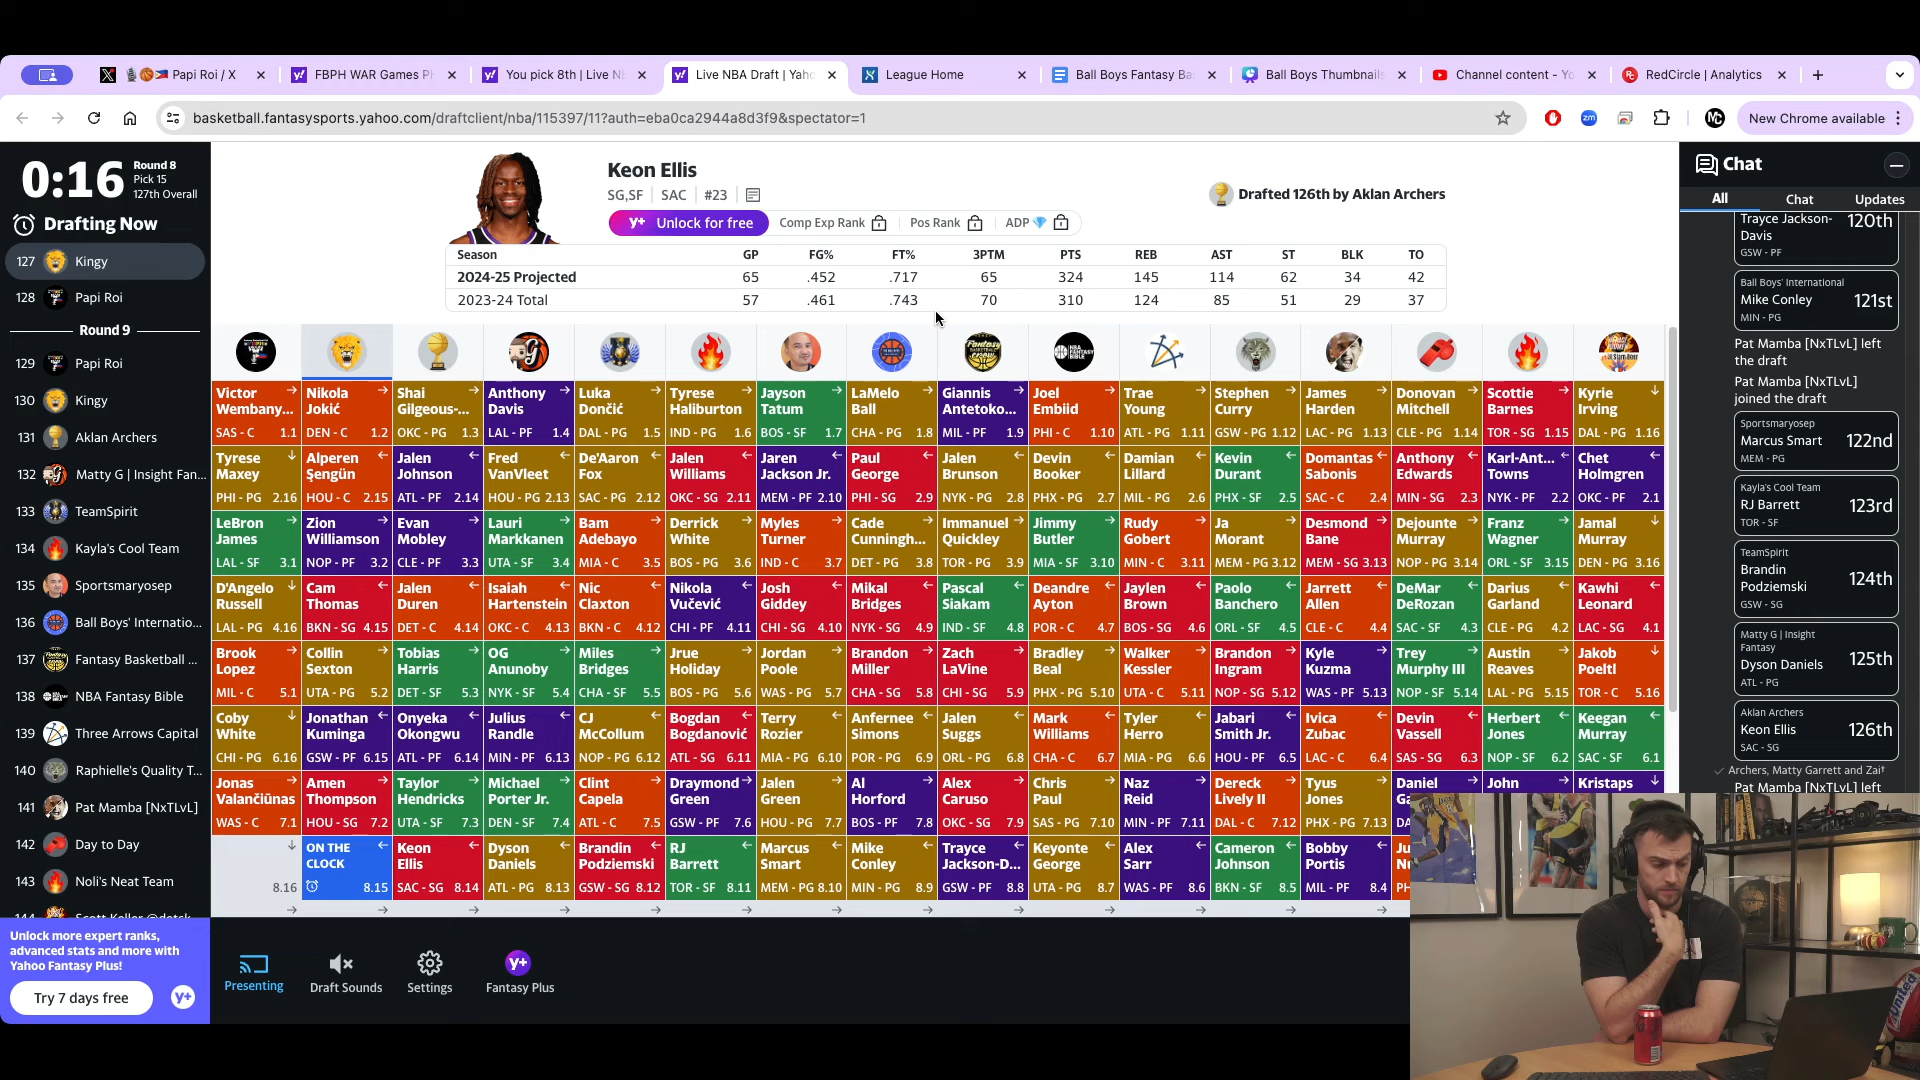 Papi Roi / X
FBPH WAR Games P
You pick 8th | Live N
Live NBA Draft | Yaho
League Home
Ball Boys Fantasy Ba
Ball Boys Thumbnails
Channel content - Yo
RedCircle | Analytics
basketball.fantasysports.yahoo.com/draftclient/nba/115397/11?auth=eba0ca2944a8d3f9&spectator=1
New Chrome available
0:16
Round 8
Pick 15
127th Overall
Drafting Now
127 Kingy
128 Papi Roi
Round 9
129 Papi Roi
130 Kingy
131 Aklan Archers
132 Matty G | Insight Fan...
133 TeamSpirit
134 Kayla's Cool Team
135 Sportsmaryosep
136 Ball Boys' Internatio...
137 Fantasy Basketball ...
138 NBA Fantasy Bible
139 Three Arrows Capital
140 Raphielle's Quality T...
141 Pat Mamba [NxTLvL]
142 Day to Day
143 Noli's Neat Team
Unlock more expert ranks,
advanced stats and more with
Yahoo Fantasy Plus!
Try 7 days free
y+
Keon Ellis
SG,SF SAC #23
y+ Unlock for free Comp Exp Rank Pos Rank ADP
Drafted 126th by Aklan Archers
Season GP FG% FT% 3PTM PTS REB AST ST BLK TO
2024-25 Projected 65 .452 .717 65 324 145 114 62 34 42
2023-24 Total 57 .461 .743 70 310 124 85 51 29 37
Victor Nikola Shai Anthony Luka Tyrese Jayson LaMelo Giannis Joel Trae Stephen James Donovan Scottie Kyrie
Wembany... Jokić Gilgeous-... Davis Dončić Haliburton Tatum Ball Antetoko... Embiid Young Curry Harden Mitchell Barnes Irving
SAS - C 1.1 DEN - C 1.2 OKC - PG 1.3 LAL - PF 1.4 DAL - PG 1.5 IND - PG 1.6 BOS - SF 1.7 CHA - PG 1.8 MIL - PF 1.9 PHI - C 1.10 ATL - PG 1.11 GSW - PG 1.12 LAC - PG 1.13 CLE - PG 1.14 TOR - SG 1.15 DAL - PG 1.16
Tyrese Alperen Jalen Fred De'Aaron Jalen Jaren Paul Jalen Devin Damian Kevin Domantas Anthony Karl-Ant... Chet
Maxey Şengün Johnson VanVleet Fox Williams Jackson Jr. George Brunson Booker Lillard Durant Sabonis Edwards Towns Holmgren
PHI - PG 2.16 HOU - C 2.15 ATL - PF 2.14 HOU - PG 2.13 SAC - PG 2.12 OKC - SG 2.11 MEM - PF 2.10 PHI - SG 2.9 NYK - PG 2.8 PHX - PG 2.7 MIL - PG 2.6 PHX - SF 2.5 SAC - C 2.4 MIN - SG 2.3 NYK - PF 2.2 OKC - PF 2.1
LeBron Zion Evan Lauri Bam Derrick Myles Cade Immanuel Jimmy Rudy Ja Desmond Dejounte Franz Jamal
James Williamson Mobley Markkanen Adebayo White Turner Cunningh... Quickley Butler Gobert Morant Bane Murray Wagner Murray
LAL - SF 3.1 NOP - PF 3.2 CLE - PF 3.3 UTA - SF 3.4 MIA - C 3.5 BOS - PG 3.6 IND - C 3.7 DET - PG 3.8 TOR - PG 3.9 MIA - SF 3.10 MIN - C 3.11 MEM - PG 3.12 MEM - SG 3.13 NOP - PG 3.14 ORL - SF 3.15 DEN - PG 3.16
D'Angelo Cam Jalen Isaiah Nic Nikola Josh Mikal Pascal Deandre Jaylen Paolo Jarrett DeMar Darius Kawhi
Russell Thomas Duren Hartenstein Claxton Vučević Giddey Bridges Siakam Ayton Brown Banchero Allen DeRozan Garland Leonard
LAL - PG 4.16 BKN - SG 4.15 DET - C 4.14 OKC - C 4.13 BKN - C 4.12 CHI - PF 4.11 CHI - SG 4.10 NYK - SG 4.9 IND - SF 4.8 POR - C 4.7 BOS - SG 4.6 ORL - SF 4.5 CLE - C 4.4 SAC - SF 4.3 CLE - PG 4.2 LAC - SG 4.1
Brook Collin Tobias OG Miles Jrue Jordan Brandon Zach Bradley Walker Brandon Kyle Trey Austin Jakob
Lopez Sexton Harris Anunoby Bridges Holiday Poole Miller LaVine Beal Kessler Ingram Kuzma Murphy III Reaves Poeltl
MIL - C 5.1 UTA - PG 5.2 DET - SF 5.3 NYK - SF 5.4 CHA - SF 5.5 BOS - PG 5.6 WAS - PG 5.7 CHA - SG 5.8 CHI - SG 5.9 PHX - PG 5.10 UTA - C 5.11 NOP - SG 5.12 WAS - PF 5.13 NOP - SF 5.14 LAL - PG 5.15 TOR - C 5.16
Coby Jonathan Onyeka Julius CJ Bogdan Terry Anfernee Jalen Mark Tyler Jabari Ivica Devin Herbert Keegan
White Kuminga Okongwu Randle McCollum Bogdanović Rozier Simons Suggs Williams Herro Smith Jr. Zubac Vassell Jones Murray
CHI - PG 6.16 GSW - PF 6.15 ATL - PF 6.14 MIN - PF 6.13 NOP - PG 6.12 ATL - SG 6.11 MIA - PG 6.10 POR - PG 6.9 ORL - PG 6.8 CHA - C 6.7 MIA - PG 6.6 HOU - PF 6.5 LAC - C 6.4 SAS - SG 6.3 NOP - SF 6.2 SAC - SF 6.1
Jonas Amen Taylor Michael Clint Draymond Jalen Al Alex Chris Naz Dereck Tyus Daniel John Kristaps
Valančiūnas Thompson Hendricks Porter Jr. Capela Green Green Horford Caruso Paul Reid Lively II Jones Ga
WAS - C 7.1 HOU - SG 7.2 UTA - SF 7.3 DEN - SF 7.4 ATL - C 7.5 GSW - PF 7.6 HOU - PG 7.7 BOS - PF 7.8 OKC - SG 7.9 SAS - PG 7.10 MIN - PF 7.11 DAL - C 7.12 PHX - PG 7.13 DA
ON THE Keon Dyson Brandin RJ Marcus Mike Trayce Keyonte Alex Cameron Bobby Ju
CLOCK Ellis Daniels Podziemski Barrett Smart Conley Jackson-D... George Sarr Johnson Portis Nu
8.16 8.15 SAC - SG 8.14 ATL - PG 8.13 GSW - SG 8.12 TOR - SF 8.11 MEM - PG 8.10 MIN - PG 8.9 GSW - PF 8.8 UTA - PG 8.7 WAS - PF 8.6 BKN - SF 8.5 MIL - PF 8.4 PH
Presenting
Draft Sounds
Settings
Fantasy Plus
Chat
All Chat Updates
Trayce Jackson-
Davis
GSW - PF
120th
Ball Boys' International
Mike Conley
MIN - PG
121st
Pat Mamba [NxTLvL] left
the draft
Pat Mamba [NxTLvL]
joined the draft
Sportsmaryosep
Marcus Smart
MEM - PG
122nd
Kayla's Cool Team
RJ Barrett
TOR - SF
123rd
TeamSpirit
Brandin
Podziemski
GSW - SG
124th
Matty G | Insight
Fantasy
Dyson Daniels
ATL - PG
125th
Aklan Archers
Keon Ellis
SAC - SG
126th
Archers, Matty Garrett and Zai
Pat Mamba [NxTLvL] left